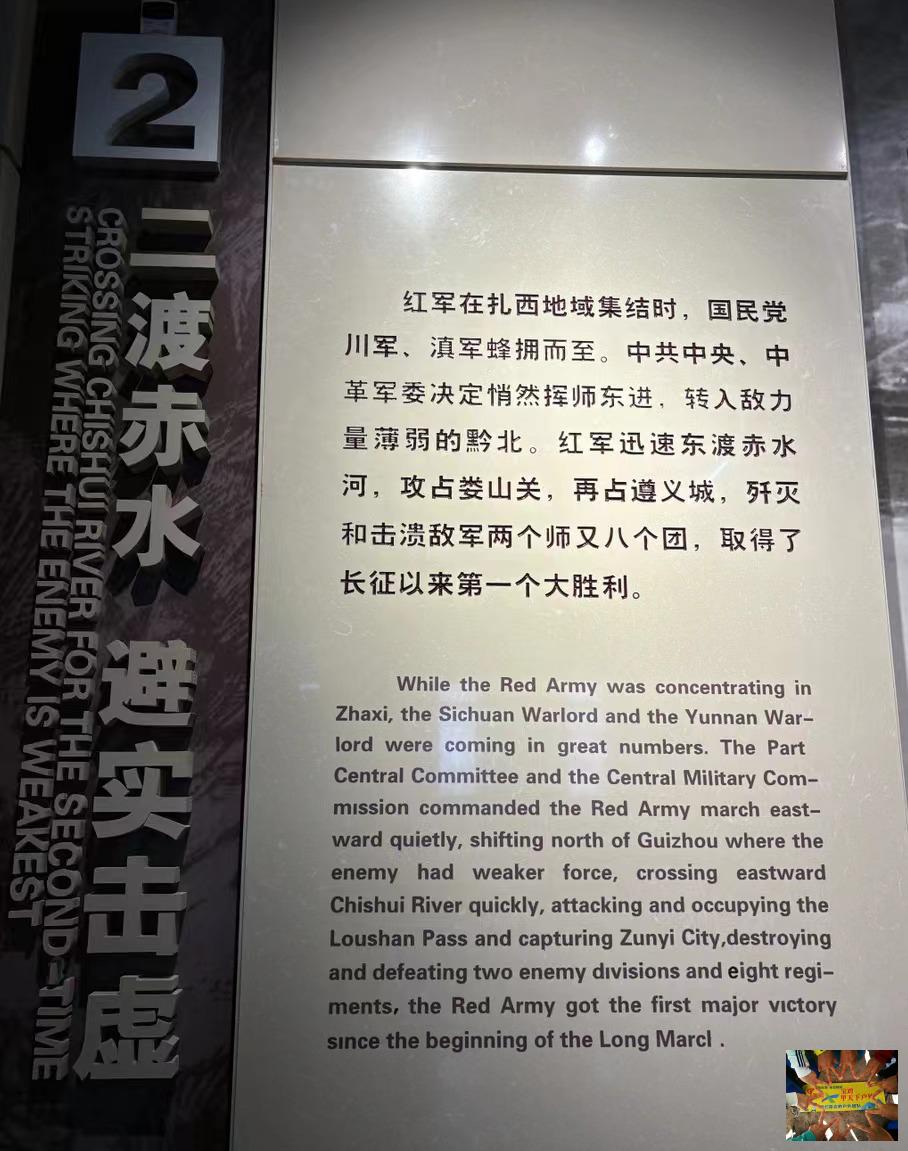 2
二渡赤水 避实击虚
CROSSING CHISHUI RIVER FOR THE SECOND-TIME
STRIKING WHERE THE ENEMY IS WEAKEST
红军在扎西地域集结时，国民党
川军、滇军蜂拥而至。中共中央、中
革军委决定悄然挥师东进，转入敌力
量薄弱的黔北。红军迅速东渡赤水
河，攻占娄山关，再占遵义城，歼灭
和击溃敌军两个师又八个团，取得了
长征以来第一个大胜利。
While the Red Army was concentrating in
Zhaxi, the Sichuan Warlord and the Yunnan War-
lord were coming in great numbers. The Part
Central Committee and the Central Military Com-
mıssion commanded the Red Army march east-
ward quietly, shifting north of Guizhou where the
enemy had weaker force, crossing eastward
Chishui River quickly, attacking and occupying the
Loushan Pass and capturing Zunyi City,destroying
and defeating two enemy dıvisions and eight regi-
ments, the Red Army got the first major vıctory
sınce the beginning of the Long Marcl .